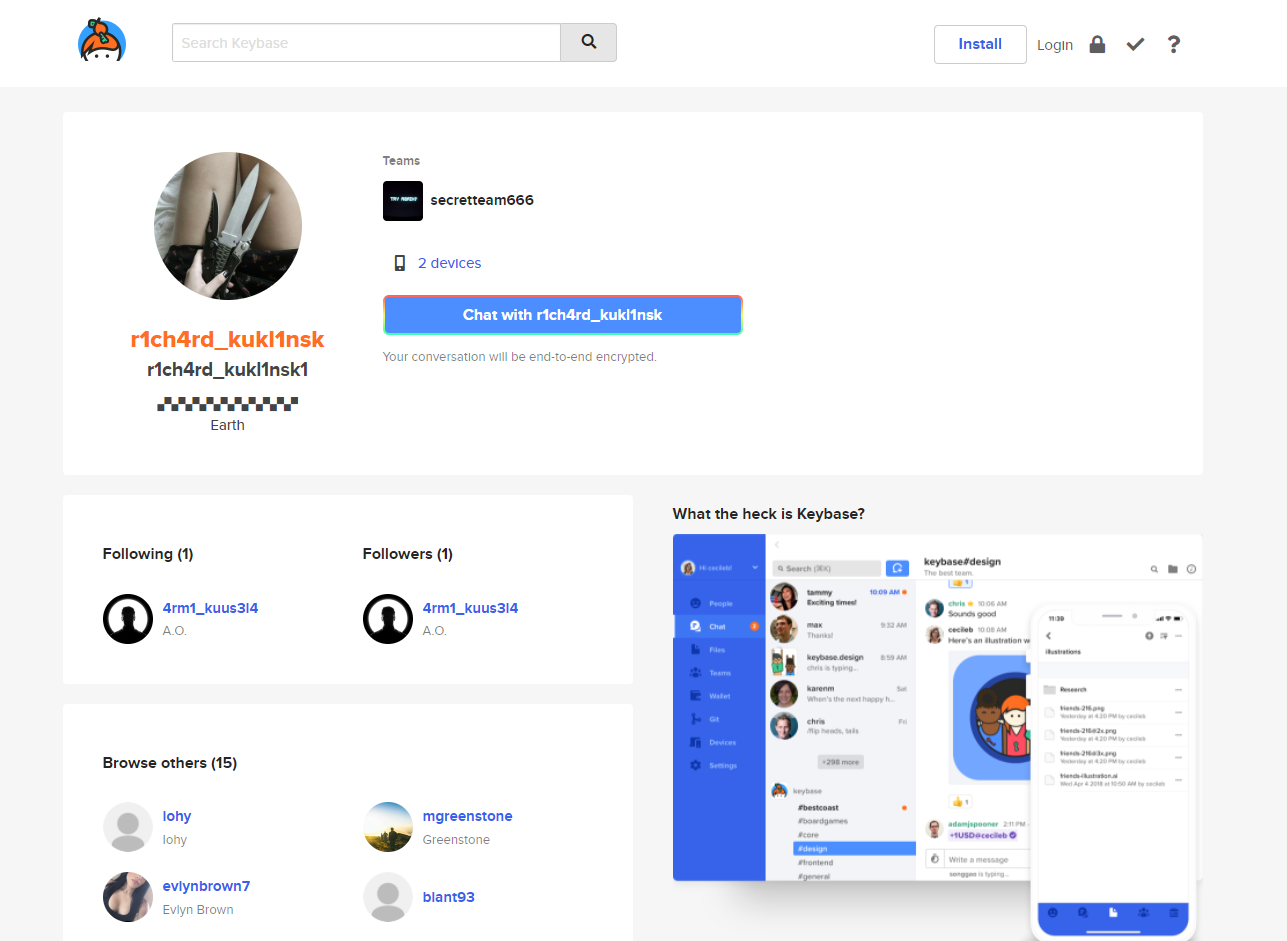 Search Keybase
Install
Login
?
Teams
TRY AGAIN?
secretteam666
2 devices
Chat with r1ch4rd_kukl1nsk
Your conversation will be end-to-end encrypted.
r1ch4rd_kukl1nsk
r1ch4rd_kukl1nsk1
Earth
Following (1)
4rm1_kuus3l4
A.O.
Followers (1)
4rm1_kuus3l4
A.O.
Browse others (15)
lohy
lohy
mgreenstone
Greenstone
evlynbrown7
Evlyn Brown
blant93
What the heck is Keybase?
Hi cecileb!
People
Chat
Files
Teams
Wallet
Git
Devices
Settings
Search (⌘K)
tammy
10:09 AM
Exciting times!
max
9:32 AM
Thanks!
keybase.design
8:59 AM
chris is typing...
karenm
Sat
When's the next happy h...
chris
Fri
/flip heads, tails
+298 more
keybase
#bestcoast
#boardgames
#core
#design
#frontend
#general
keybase#design
The best team.
1
chris 10:06 AM
Sounds good
cecileb 10:08 AM
Here's an illustration w
1
adamjspooner 2:11 PM -
+1USD@cecileb
Write a message
songgao is typing...
11:39
illustrations
Research
friends-216.png
Yesterday at 4:20 PM by cecileb
friends-216@2x.png
Yesterday at 4:20 PM by cecileb
friends-216@3x.png
Yesterday at 4:20 PM by cecileb
friends-illustration.ai
Wed Apr 4 2018 at 10:50 AM by cecileb